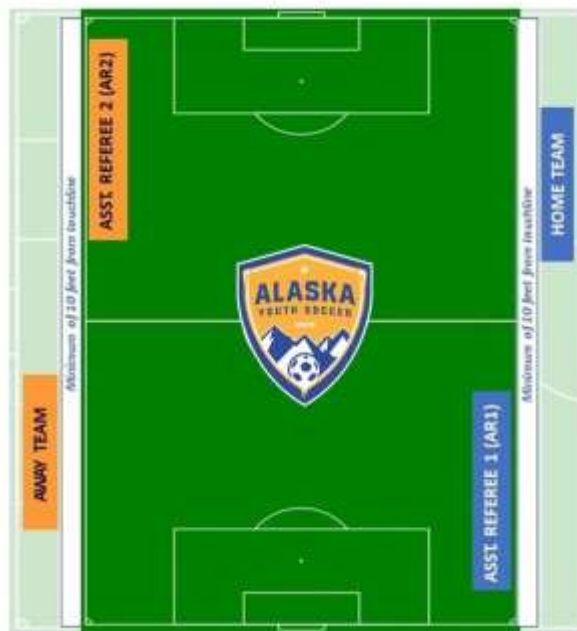 ASST. REFEREE 2 (AR2)
HOME TEAM
Minimum of 10 feet from touchline
Minimum of 10 feet from touchline
ALASKA
YOUTH SOCCER
AWAY TEAM
ASST. REFEREE 1 (AR1)